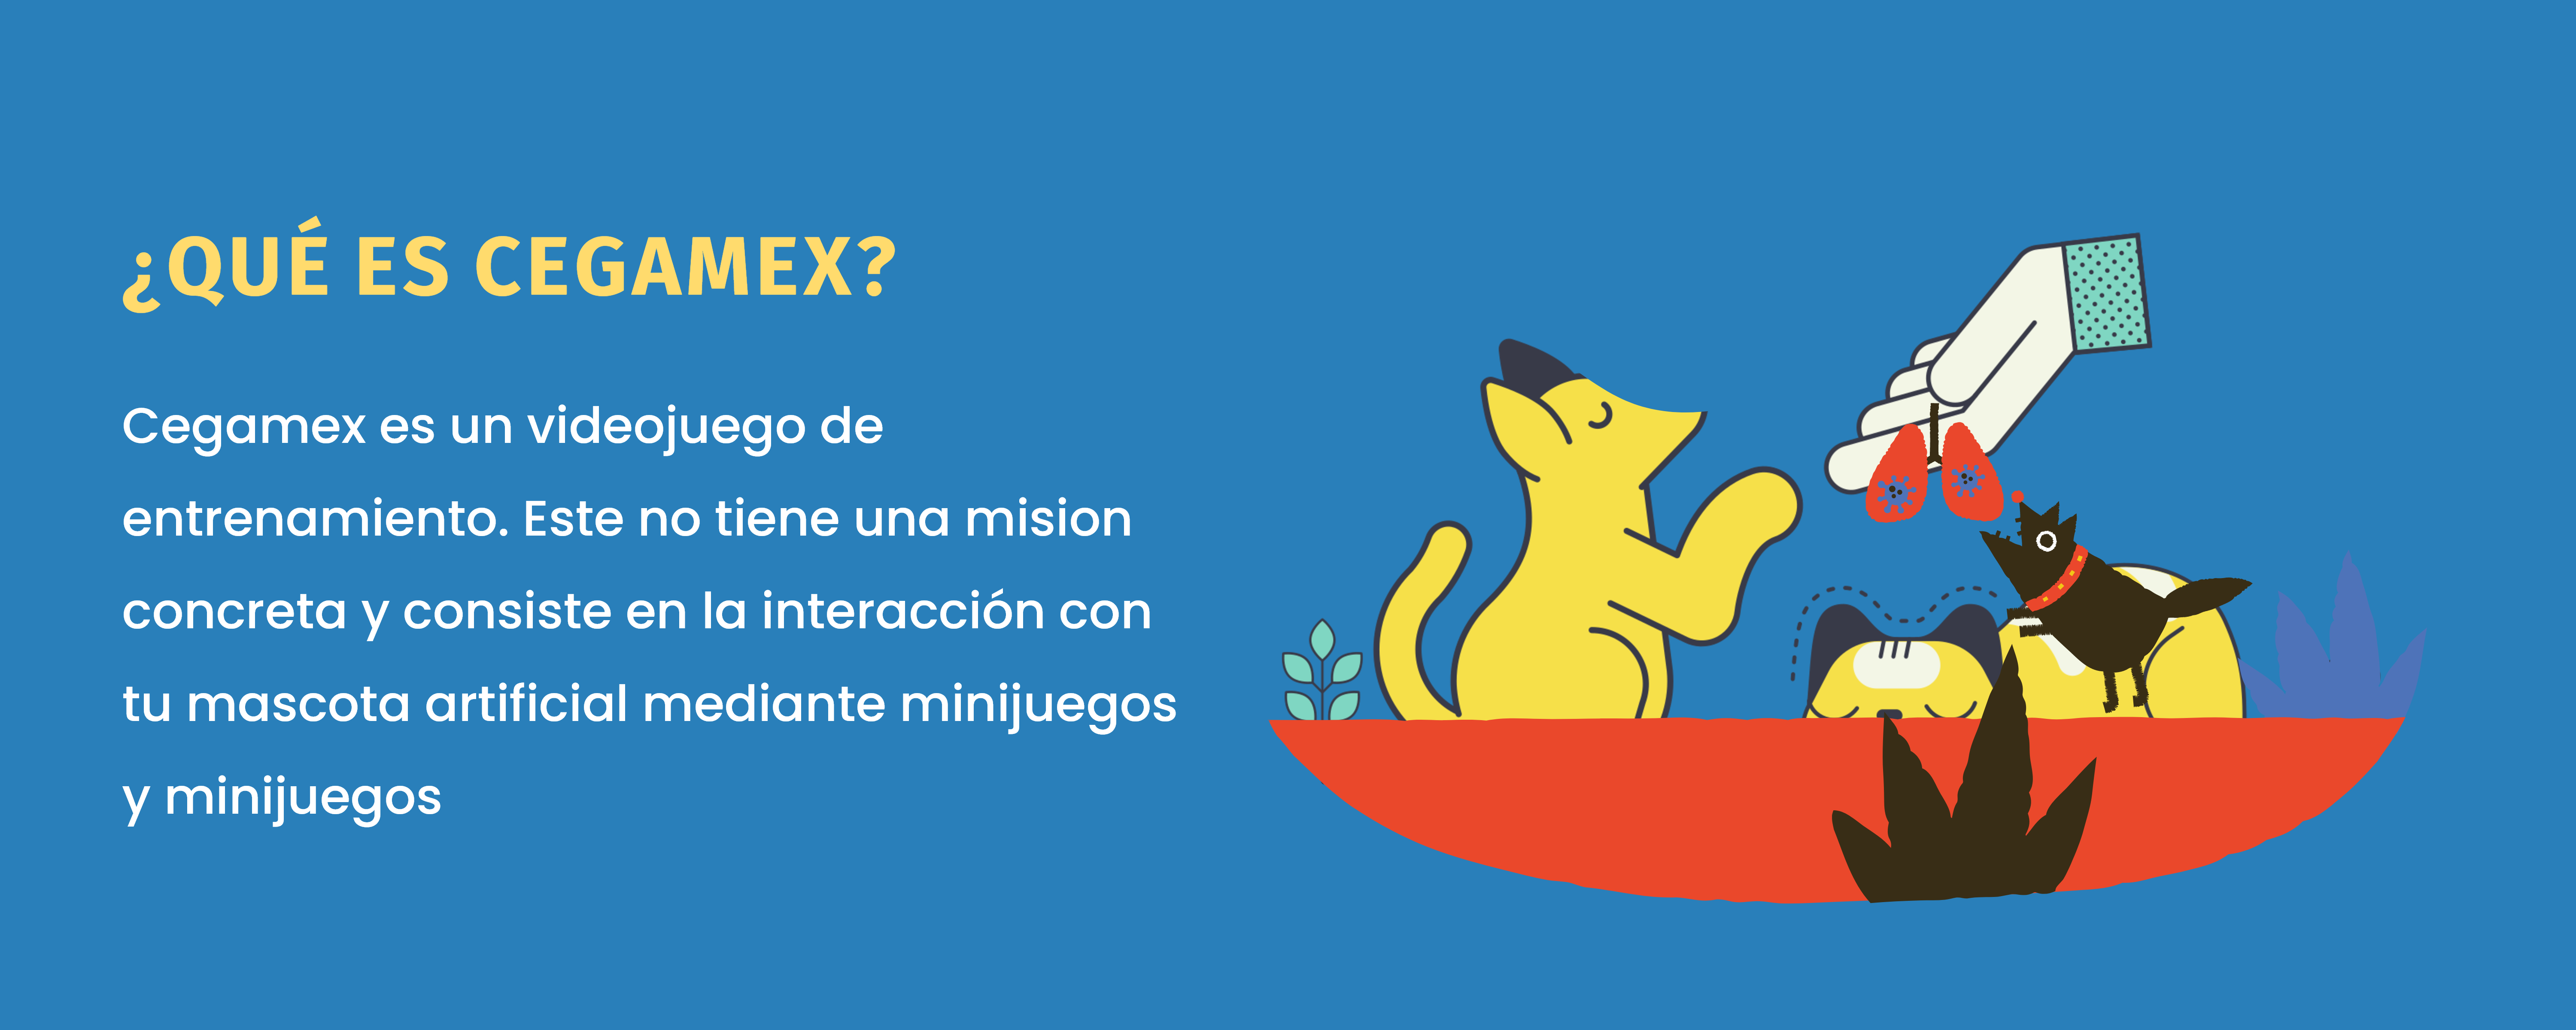 ¿QUÉ ES CEGAMEX?
Cegamex es un videojuego de
entrenamiento. Este no tiene una mision
concreta y consiste en la interacción con
tu mascota artificial mediante minijuegos
y minijuegos